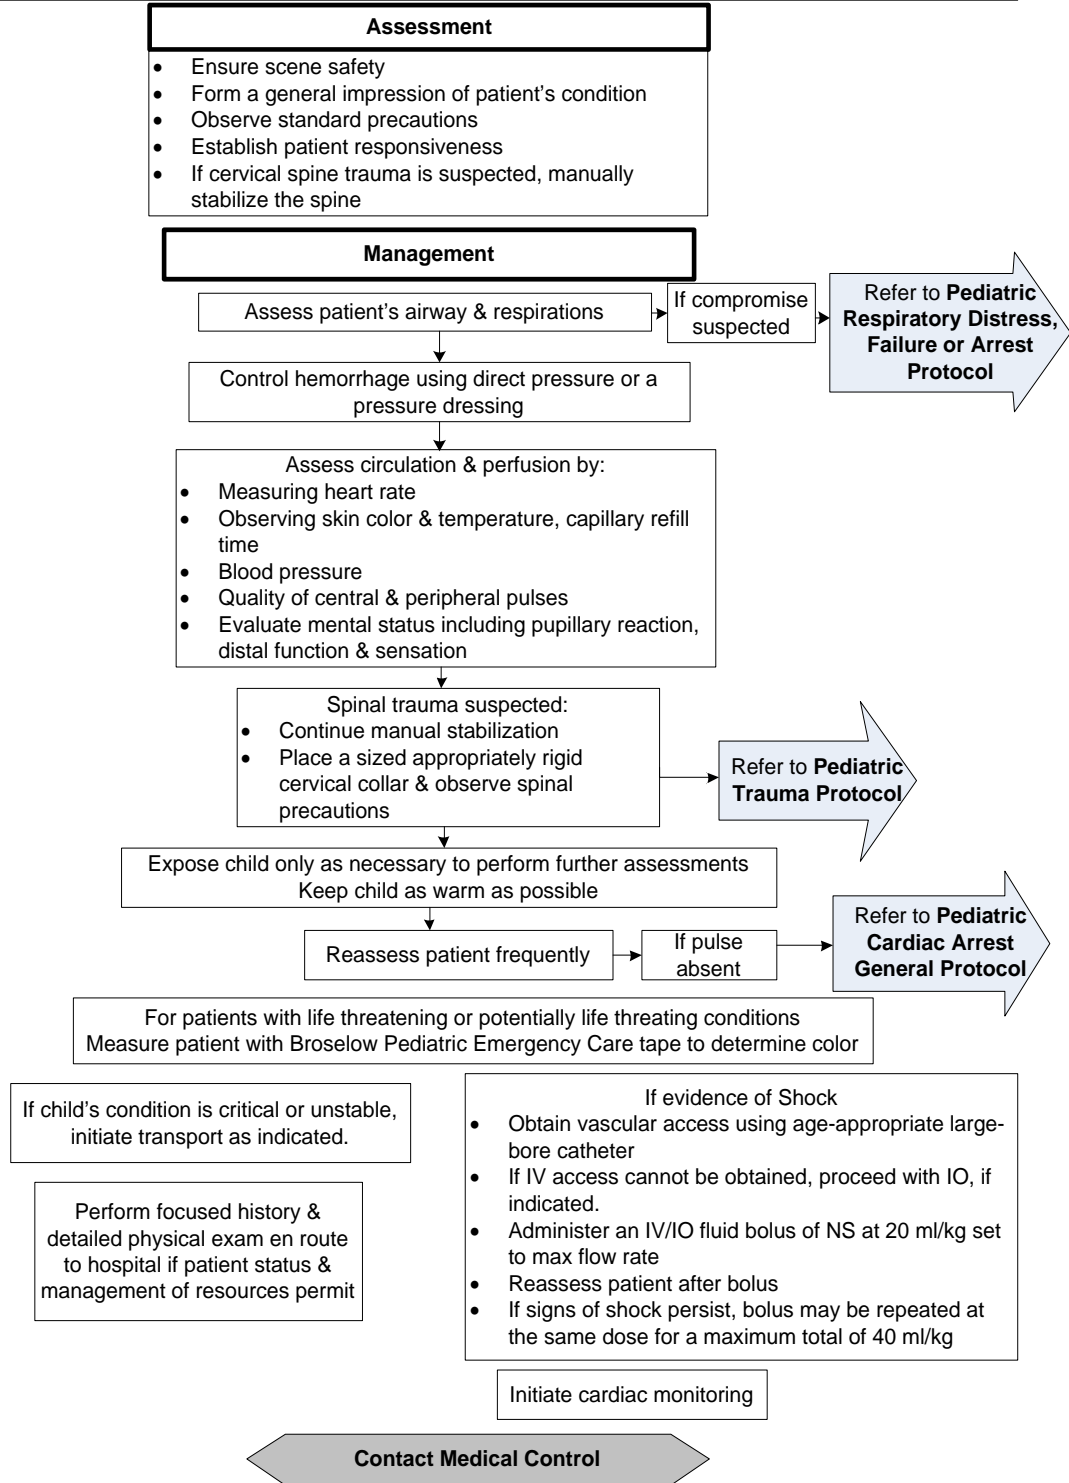 Assessment
• Ensure scene safety
• Form a general impression of patient's condition
• Observe standard precautions
• Establish patient responsiveness
• If cervical spine trauma is suspected, manually
stabilize the spine
Management
Assess patient's airway & respirations
If compromise
suspected
Refer to Pediatric
Respiratory Distress,
Failure or Arrest
Protocol
Control hemorrhage using direct pressure or a
pressure dressing
Assess circulation & perfusion by:
• Measuring heart rate
• Observing skin color & temperature, capillary refill
time
• Blood pressure
• Quality of central & peripheral pulses
• Evaluate mental status including pupillary reaction,
distal function & sensation
Spinal trauma suspected:
• Continue manual stabilization
• Place a sized appropriately rigid
cervical collar & observe spinal
precautions
Refer to Pediatric
Trauma Protocol
Expose child only as necessary to perform further assessments
Keep child as warm as possible
Reassess patient frequently
If pulse
absent
Refer to Pediatric
Cardiac Arrest
General Protocol
For patients with life threatening or potentially life threating conditions
Measure patient with Broselow Pediatric Emergency Care tape to determine color
If child's condition is critical or unstable,
initiate transport as indicated.
Perform focused history &
detailed physical exam en route
to hospital if patient status &
management of resources permit
If evidence of Shock
• Obtain vascular access using age-appropriate large-
bore catheter
• If IV access cannot be obtained, proceed with IO, if
indicated.
• Administer an IV/IO fluid bolus of NS at 20 ml/kg set
to max flow rate
• Reassess patient after bolus
• If signs of shock persist, bolus may be repeated at
the same dose for a maximum total of 40 ml/kg
Initiate cardiac monitoring
Contact Medical Control